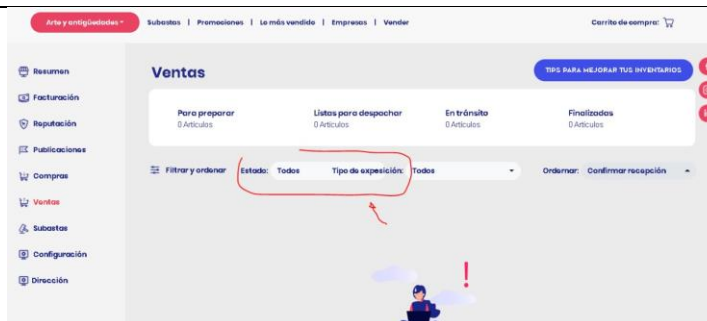 Arte y antigüedades
Subastas | Promociones | Lo más vendido | Empresas | Vender
Carrito de compra:
Resumen
Facturación
Reputación
Publicaciones
Compras
Ventas
Subastas
Configuración
Dirección
Ventas
TIPS PARA MEJORAR TUS INVENTARIOS
Para preparar
0 Artículos
Listas para despachar
0 Artículos
En tránsito
0 Artículos
Finalizadas
0 Artículos
Filtrar y ordenar
Estado: Todos
Tipo de exposición: Todos
Ordernar: Confirmar recepción
!